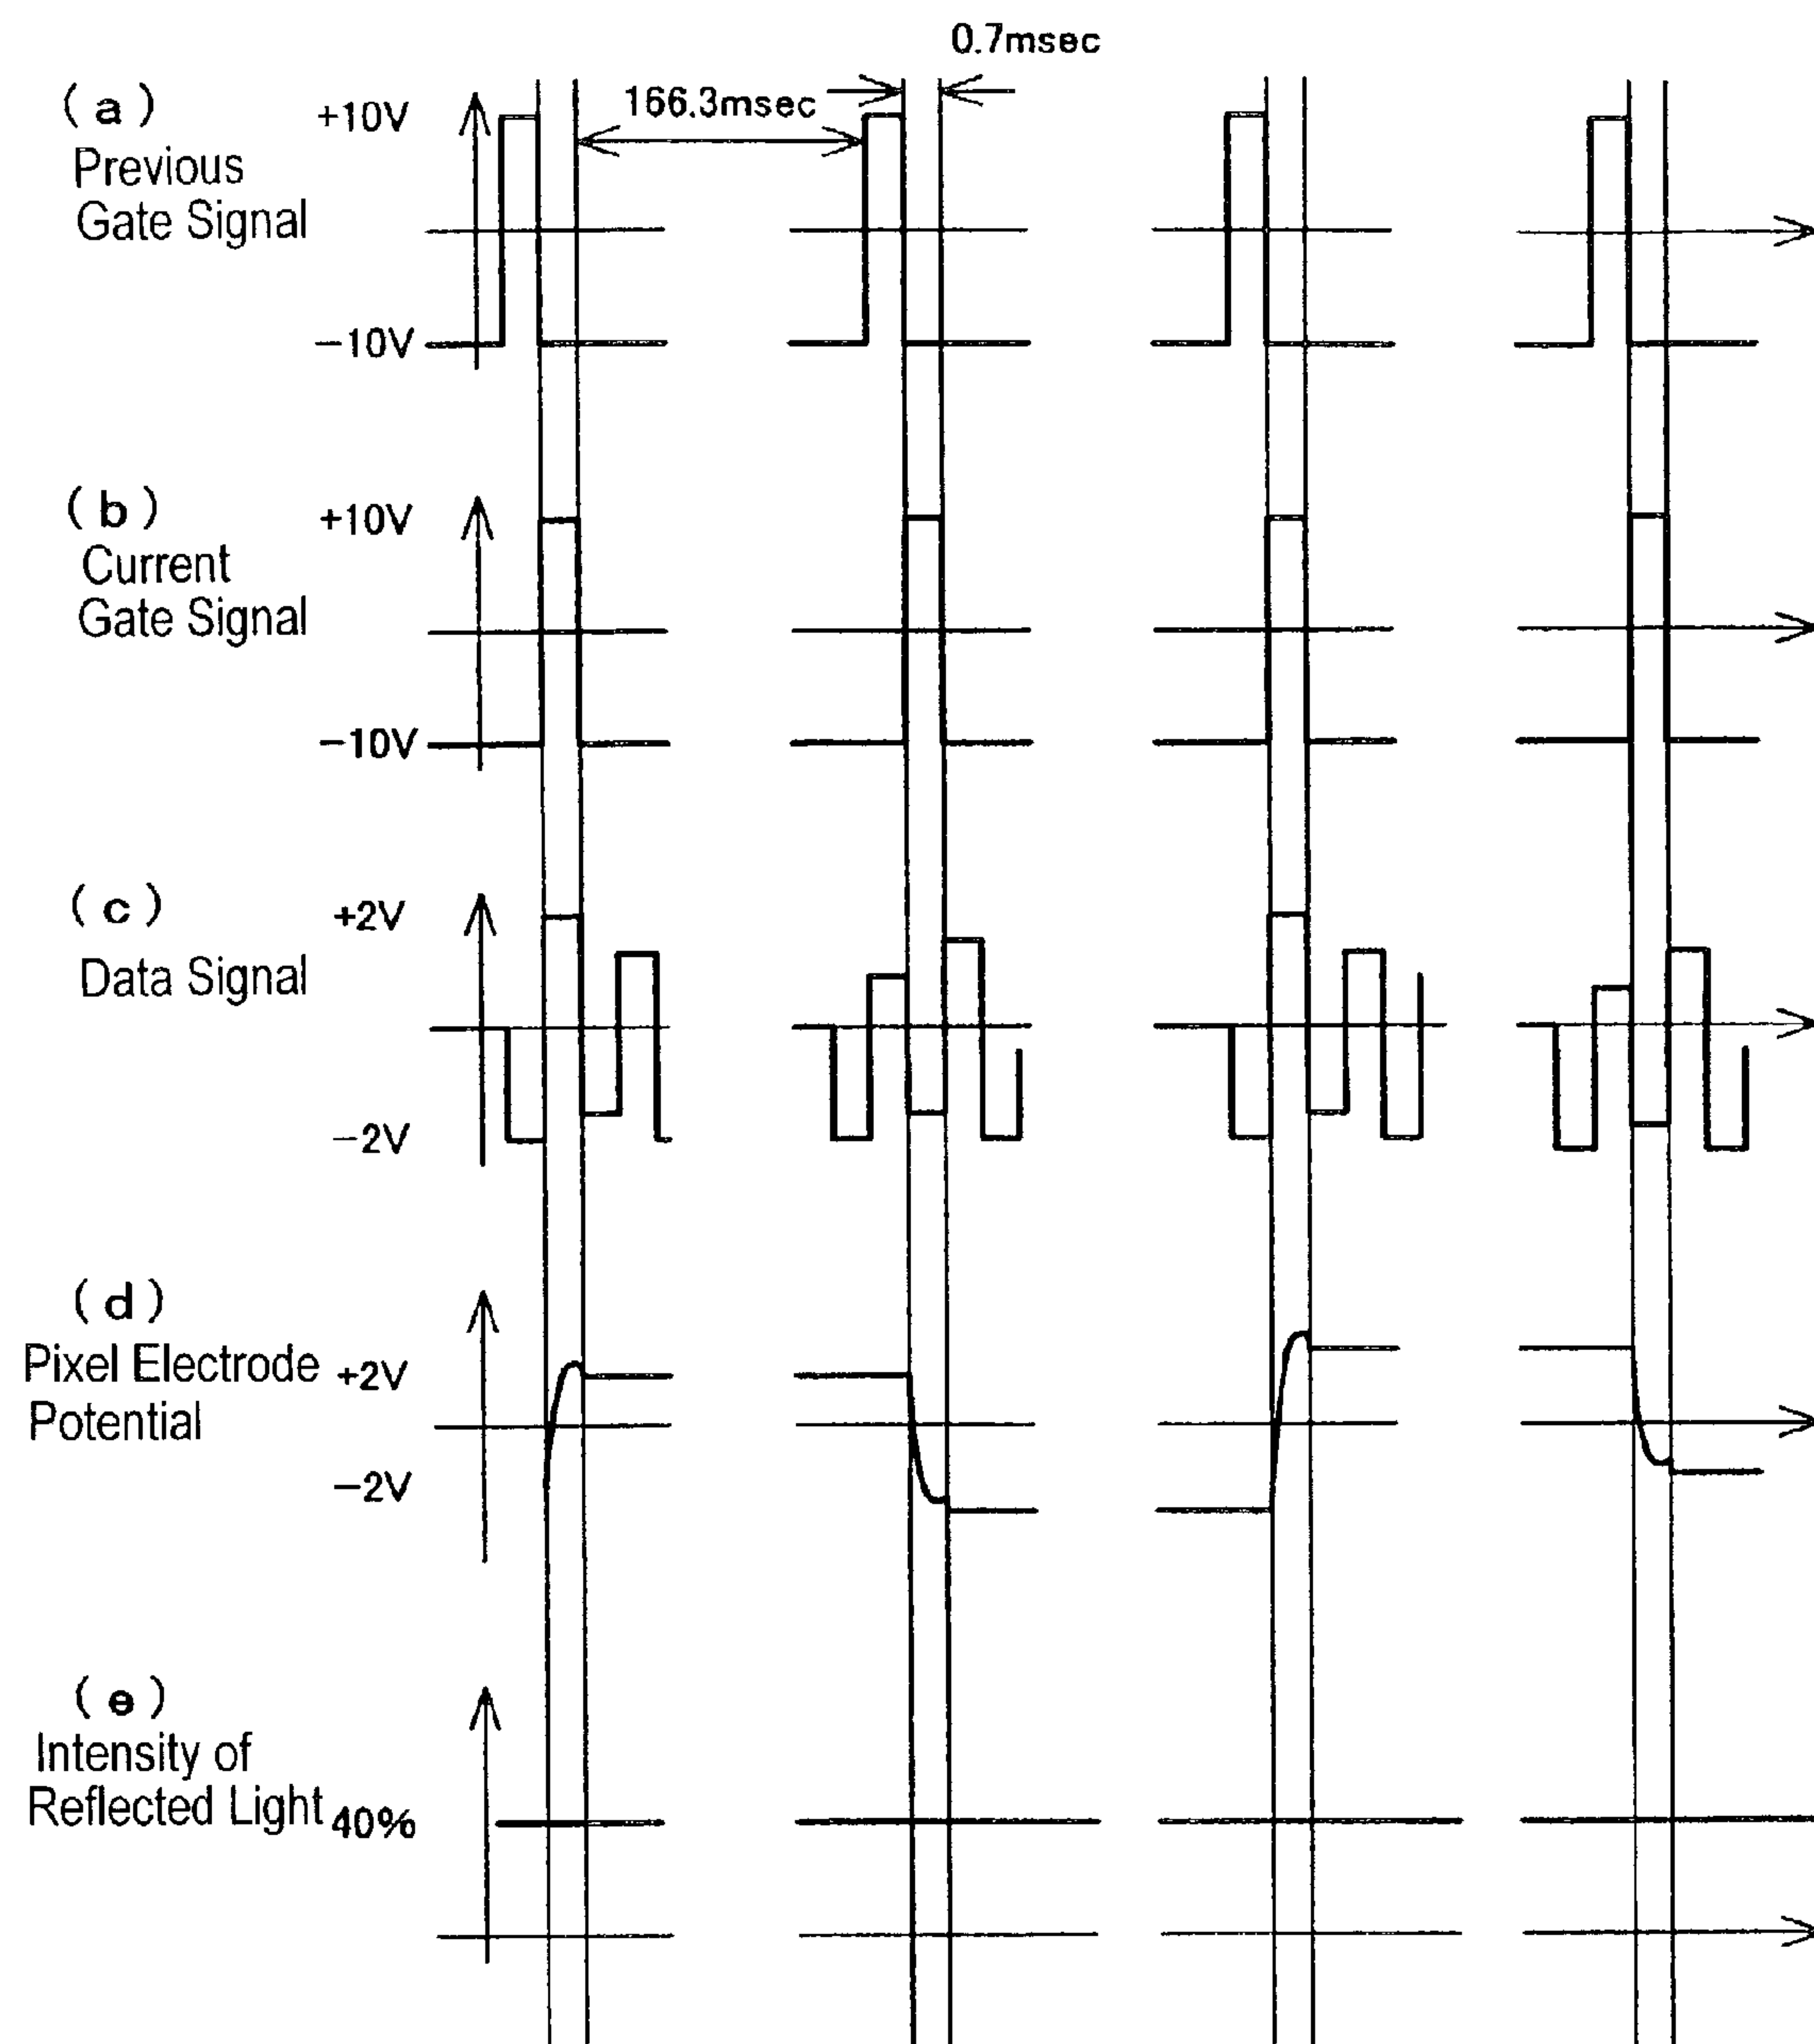 0.7msec
166.3msec
( a )
Previous
Gate Signal
+10V
−10V
( b )
Current
Gate Signal
+10V
−10V
( c )
Data Signal
+2V
−2V
( d )
Pixel Electrode
Potential
+2V
−2V
( e )
Intensity of
Reflected Light
40%